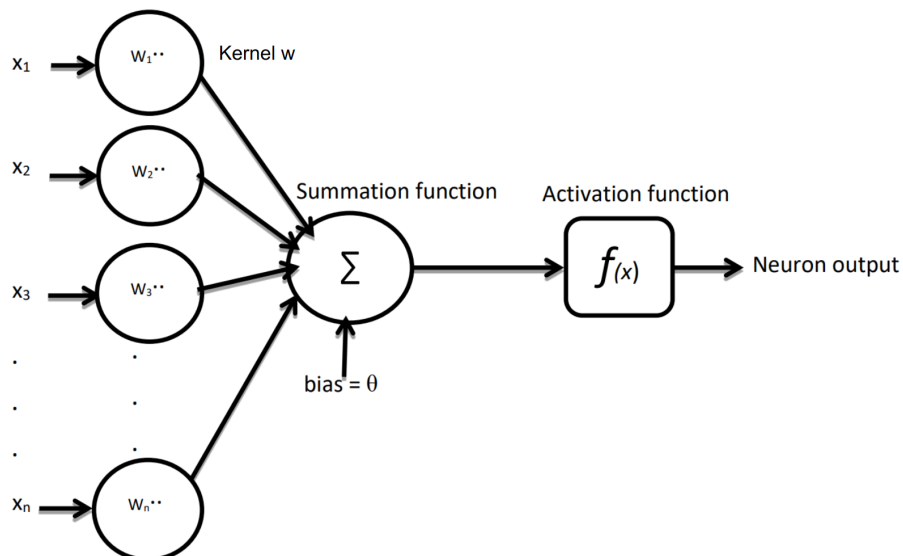 x₁
W₁..
Kernel w
x₂
W₂..
Summation function
Activation function
∑
f(x)
Neuron output
x₃
W₃..
bias = θ
.
.
.
.
.
.
xₙ
Wₙ..